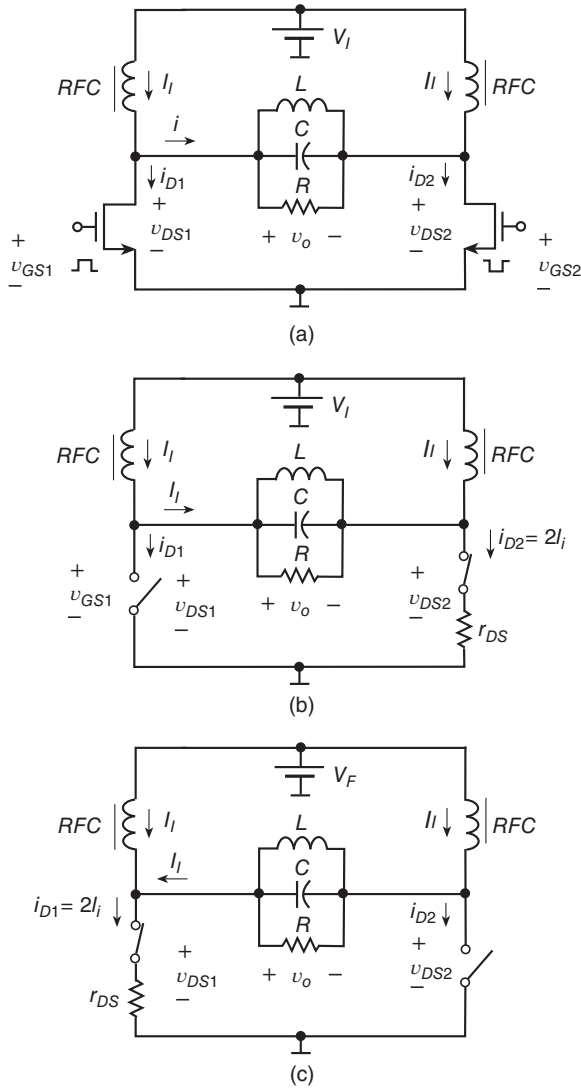 V_I
RFC
I_I
I_I
RFC
L
i
C
i_D1
R
i_D2
+
v_DS1
−
+
v_DS2
−
+
v_GS1
−
+ v_o −
+
v_GS2
−
(a)
V_I
RFC
I_I
I_I
RFC
L
I_I
C
i_D1
R
i_D2 = 2I_i
+
v_GS1
−
+
v_DS1
−
+ v_o −
+
v_DS2
−
r_DS
(b)
V_F
RFC
I_I
I_I
RFC
L
I_I
C
i_D1 = 2I_i
R
i_D2
r_DS
+
v_DS1
−
+ v_o −
+
v_DS2
−
(c)